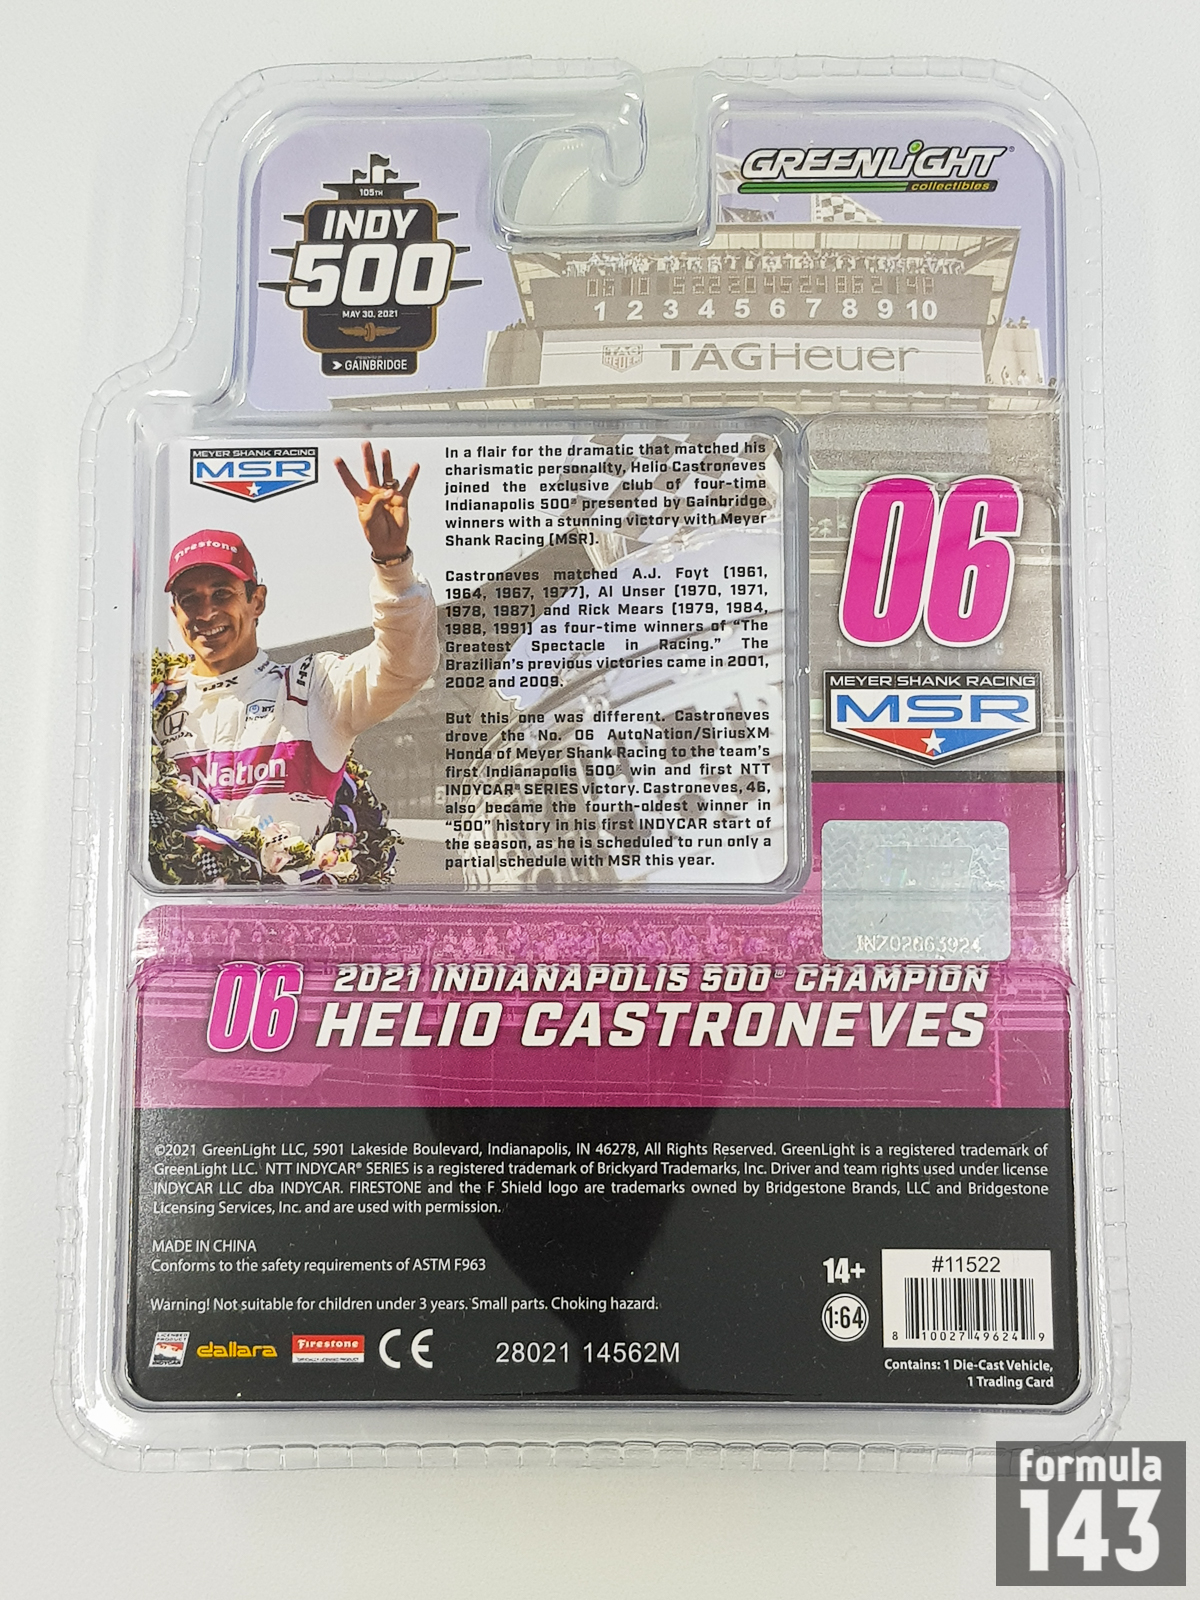 105TH
INDY
500
MAY 30, 2021
PRESENTED BY
GAINBRIDGE
GREENLIGHT®
collectibles
1 2 3 4 5 6 7 8 9 10
TAG HEUER
TAGHeuer
MEYER SHANK RACING
MSR
Firestone
HONDA
Nation
In a flair for the dramatic that matched his
charismatic personality, Helio Castroneves
joined the exclusive club of four-time
Indianapolis 500® presented by Gainbridge
winners with a stunning victory with Meyer
Shank Racing (MSR).
Castroneves matched A.J. Foyt (1961,
1964, 1967, 1977), Al Unser (1970, 1971,
1978, 1987) and Rick Mears (1979, 1984,
1988, 1991) as four-time winners of "The
Greatest Spectacle in Racing." The
Brazilian's previous victories came in 2001,
2002 and 2009.
But this one was different. Castroneves
drove the No. 06 AutoNation/SiriusXM
Honda of Meyer Shank Racing to the team's
first Indianapolis 500® win and first NTT
INDYCAR® SERIES victory. Castroneves, 46,
also became the fourth-oldest winner in
"500" history in his first INDYCAR start of
the season, as he is scheduled to run only a
partial schedule with MSR this year.
06
MEYER SHANK RACING
MSR
INZ02863924
06 2021 INDIANAPOLIS 500® CHAMPION
HELIO CASTRONEVES
©2021 GreenLight LLC, 5901 Lakeside Boulevard, Indianapolis, IN 46278, All Rights Reserved. GreenLight is a registered trademark of
GreenLight LLC. NTT INDYCAR® SERIES is a registered trademark of Brickyard Trademarks, Inc. Driver and team rights used under license
INDYCAR LLC dba INDYCAR. FIRESTONE and the F Shield logo are trademarks owned by Bridgestone Brands, LLC and Bridgestone
Licensing Services, Inc. and are used with permission.
MADE IN CHINA
Conforms to the safety requirements of ASTM F963
Warning! Not suitable for children under 3 years. Small parts. Choking hazard.
LICENSED
PRODUCT
INDYCAR
dallara
Firestone
OFFICIALLY LICENSED PRODUCT
CE
28021 14562M
14+
1:64
#11522
8 10027 49624 9
Contains: 1 Die-Cast Vehicle,
1 Trading Card
formula
143